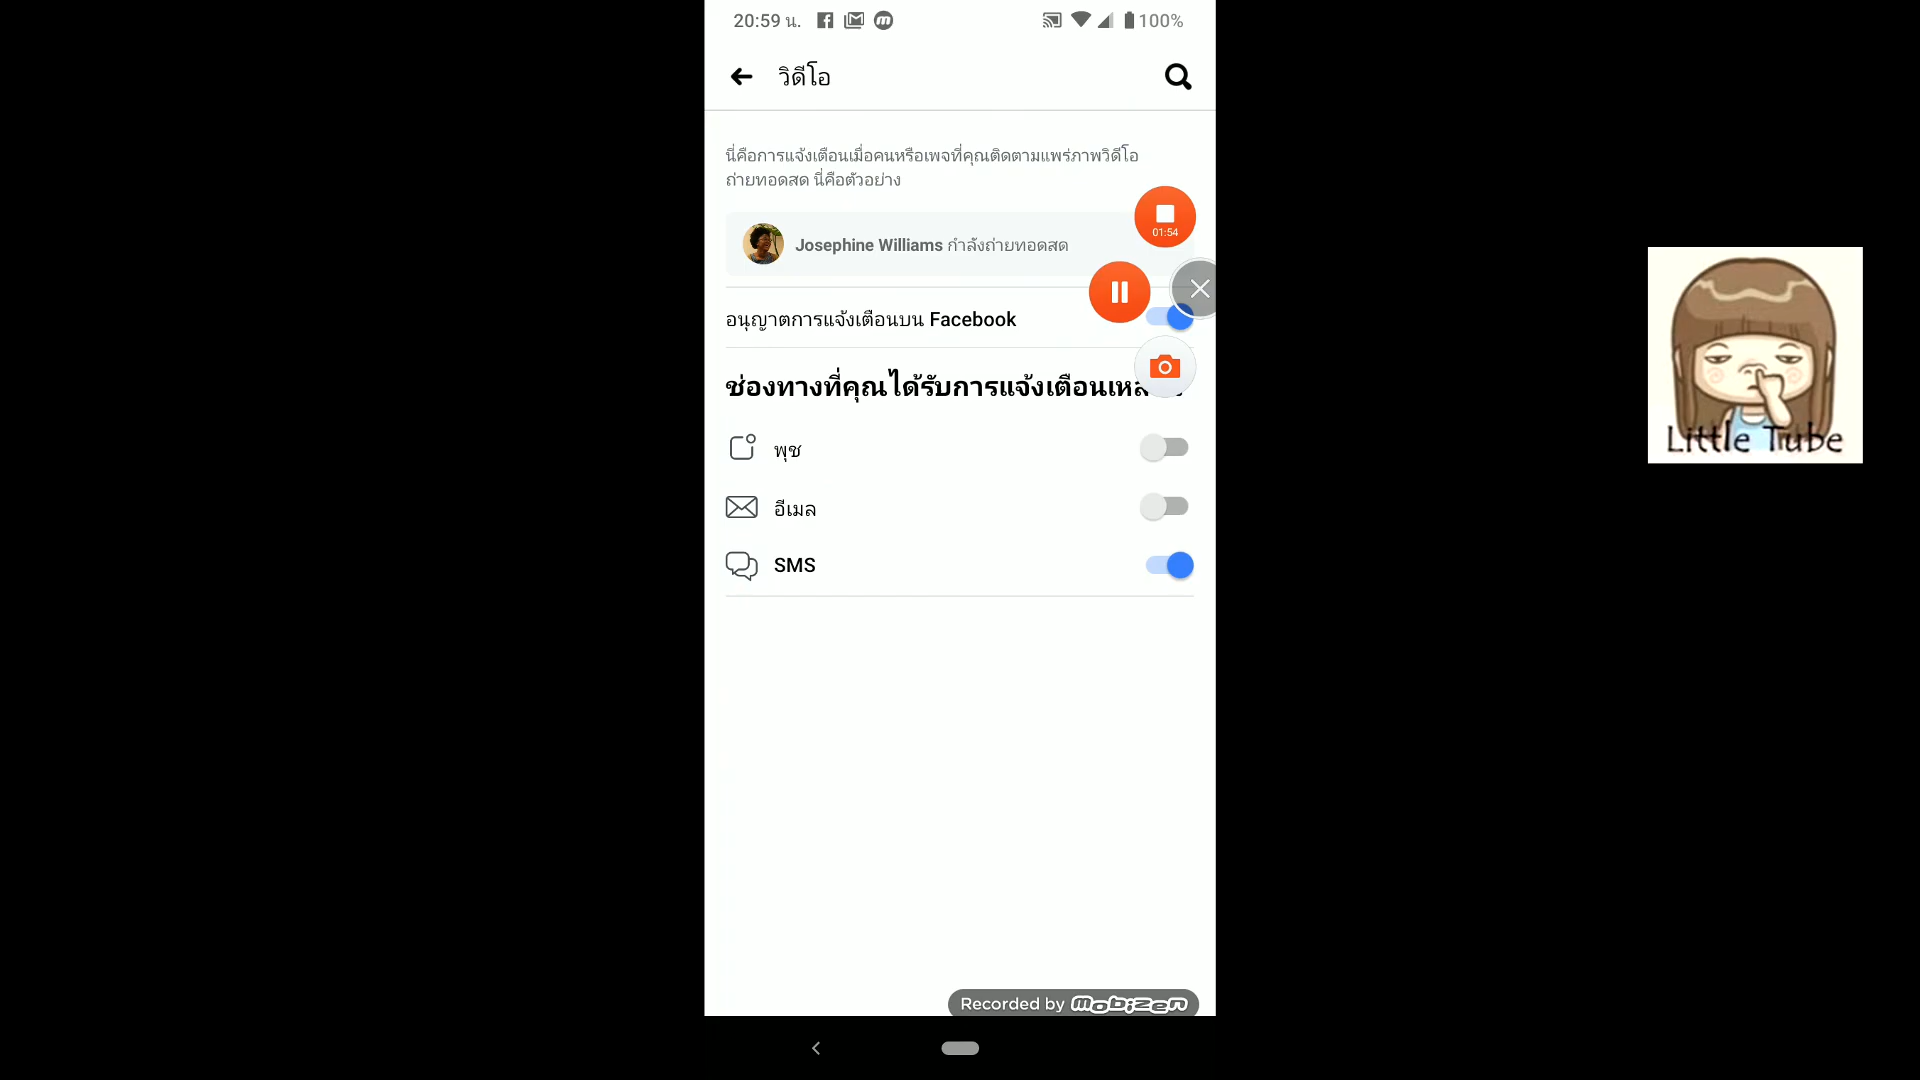 20:59 น.
100%
วิดีโอ
นี่คือการแจ้งเตือนเมื่อคนหรือเพจที่คุณติดตามแพร่ภาพวิดีโอ
ถ่ายทอดสด นี่คือตัวอย่าง
01:54
Josephine Williams กำลังถ่ายทอดสด
อนุญาตการแจ้งเตือนบน Facebook
ช่องทางที่คุณได้รับการแจ้งเตือน
พุช
Little Tube
อีเมล
SMS
Recorded by mobizen